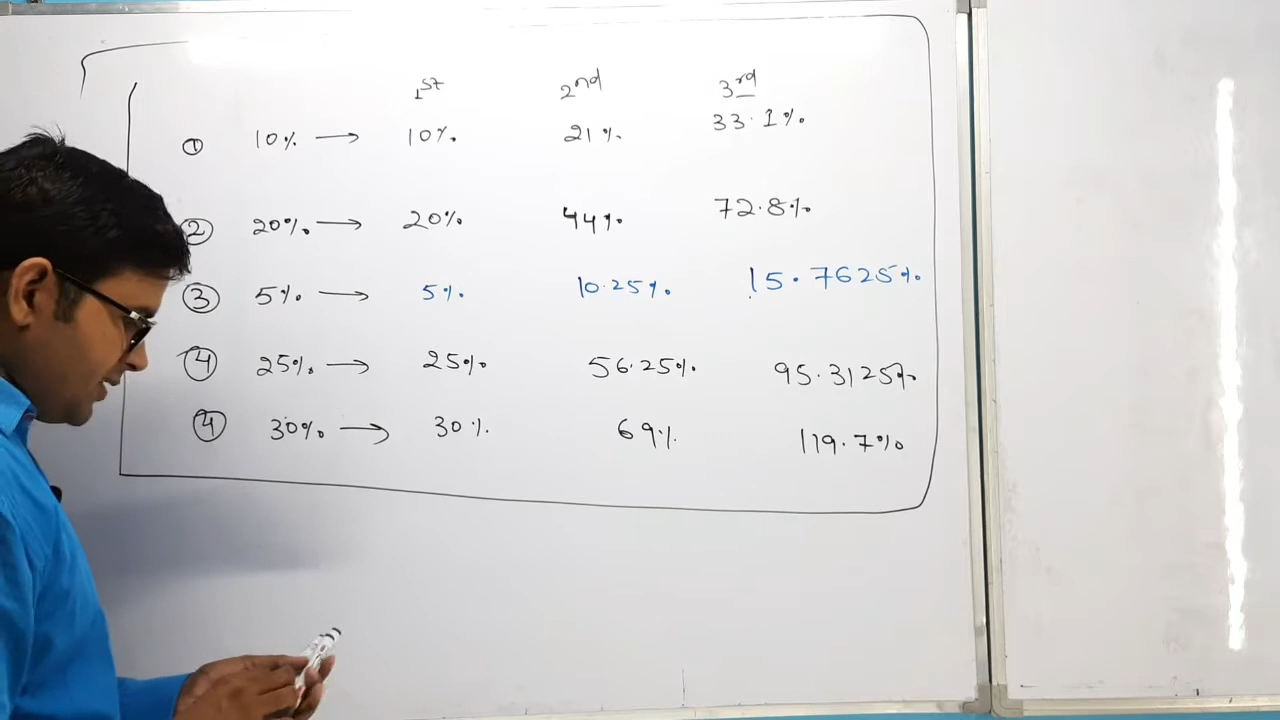 1st 2nd 3rd
① 10% → 10% 21% 33.1%
② 20% → 20% 44% 72.8%
③ 5% → 5% 10.25% 15.7625%
④ 25% → 25% 56.25% 95.3125%
④ 30% → 30% 69% 119.7%